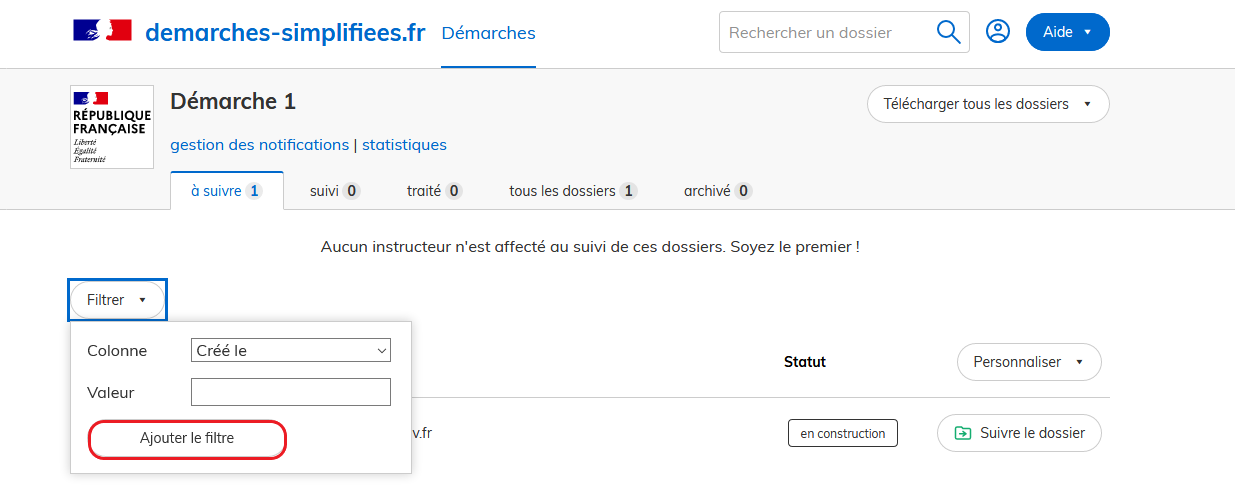 demarches-simplifiees.fr Démarches Rechercher un dossier Aide
RÉPUBLIQUE
FRANÇAISE
Liberté
Égalité
Fraternité
Démarche 1
Télécharger tous les dossiers
gestion des notifications | statistiques
à suivre 1 suivi 0 traité 0 tous les dossiers 1 archivé 0
Aucun instructeur n'est affecté au suivi de ces dossiers. Soyez le premier !
Filtrer
Colonne Créé le
Valeur
Ajouter le filtre
Statut Personnaliser
v.fr en construction Suivre le dossier